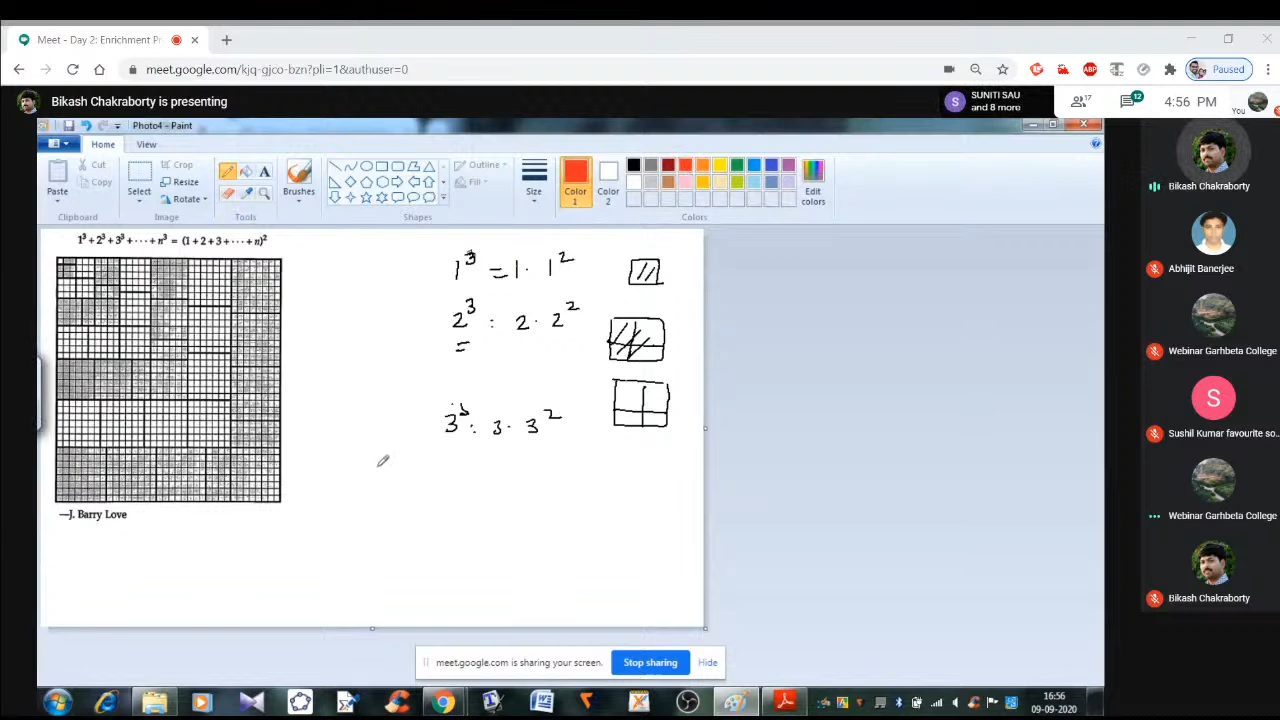 Meet - Day 2: Enrichment Pr
meet.google.com/kjq-gjco-bzn?pli=1&authuser=0
Paused
Bikash Chakraborty is presenting
SUNITI SAU
and 8 more
17
12
4:56 PM
You
Photo4 - Paint
Home View
Paste
Cut
Copy
Select
Crop
Resize
Rotate
Brushes
Outline
Fill
Size
Color
1
Color
2
Edit
colors
Clipboard
Image
Tools
Shapes
Colors
1³ + 2³ + 3³ + ⋯ + n³ = (1 + 2 + 3 + ⋯ + n)²
1³ = 1 · 1²
2³ : 2 · 2²
=
3³ : 3 · 3²
—J. Barry Love
Bikash Chakraborty
Abhijit Banerjee
Webinar Garhbeta College
S
Sushil Kumar favourite so...
Webinar Garhbeta College
Bikash Chakraborty
meet.google.com is sharing your screen.
Stop sharing
Hide
16:56
09-09-2020